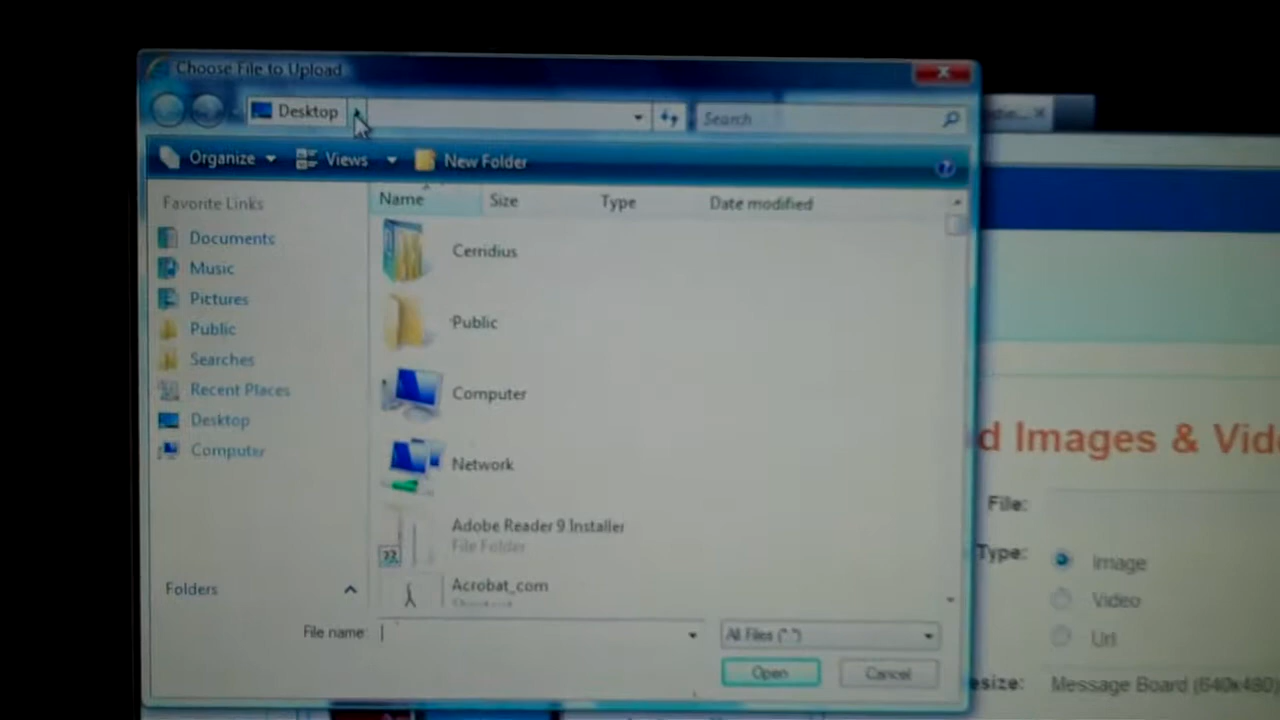 Choose File to Upload
Desktop
Search
Organize
Views
New Folder
Favorite Links
Documents
Music
Pictures
Public
Searches
Recent Places
Desktop
Computer
Folders
Name
Size
Type
Date modified
Cerridius
Public
Computer
Network
Adobe Reader 9 Installer
File Folder
Acrobat_com
File name:
All Files (*.*)
Open
Cancel
d Images & Vid
File:
Type:
Image
Video
Url
esize:
Message Board (640x480)